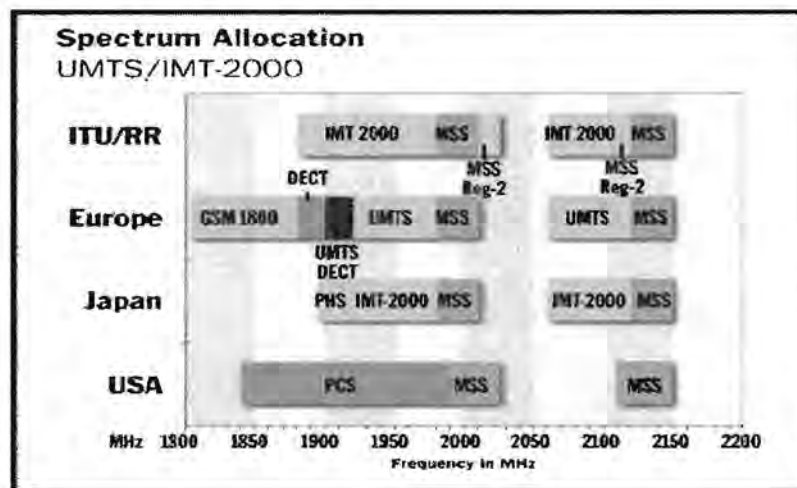 Spectrum Allocation
UMTS/IMT-2000
ITU/RR
IMT 2000 MSS
IMT 2000 MSS
MSS
Reg-2
MSS
Reg-2
DECT
Europe
GSM 1800
UMTS MSS
UMTS MSS
UMTS
DECT
Japan
PHS IMT-2000 MSS
IMT-2000 MSS
USA
PCS MSS
MSS
MHz 1800 1850 1900 1950 2000 2050 2100 2150 2200
Frequency in MHz